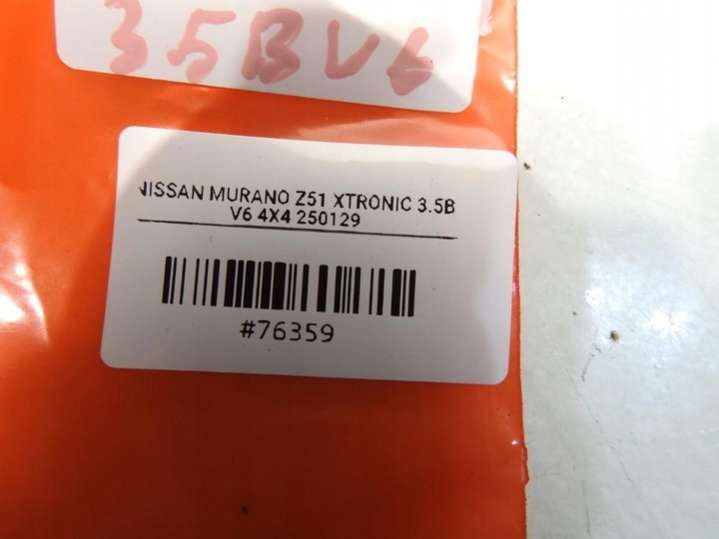 3.5BV6
NISSAN MURANO Z51 XTRONIC 3.5B
V6 4X4 250129
#76359